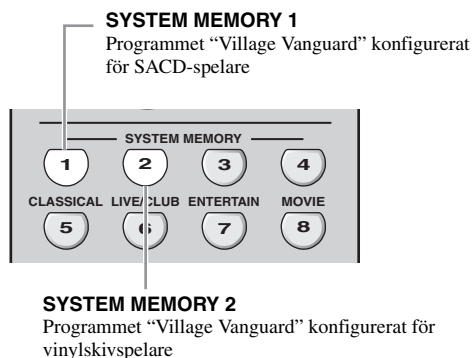 SYSTEM MEMORY 1
Programmet “Village Vanguard” konfigurerat
för SACD-spelare
SYSTEM MEMORY
1 2 3 4
CLASSICAL LIVE/CLUB ENTERTAIN MOVIE
5 6 7 8
SYSTEM MEMORY 2
Programmet “Village Vanguard” konfigurerat för
vinylskivspelare